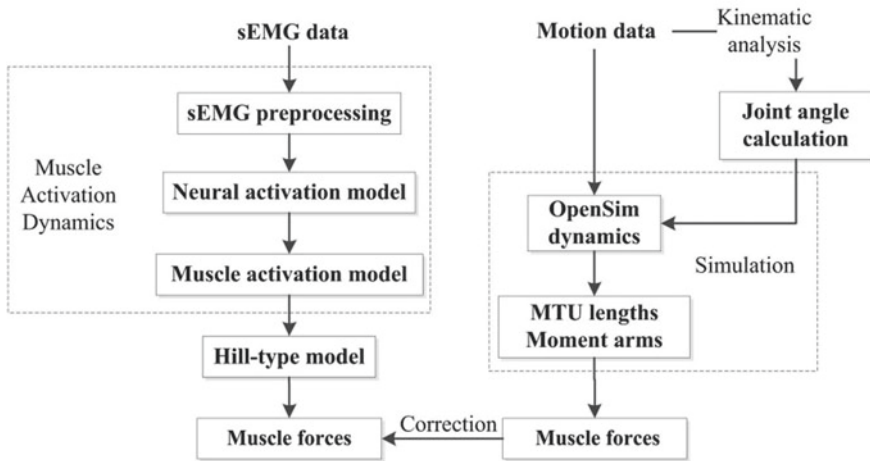 sEMG data
sEMG preprocessing
Muscle
Activation
Dynamics
Neural activation model
Muscle activation model
Hill-type model
Muscle forces
Motion data
Kinematic
analysis
Joint angle
calculation
OpenSim
dynamics
Simulation
MTU lengths
Moment arms
Correction
Muscle forces